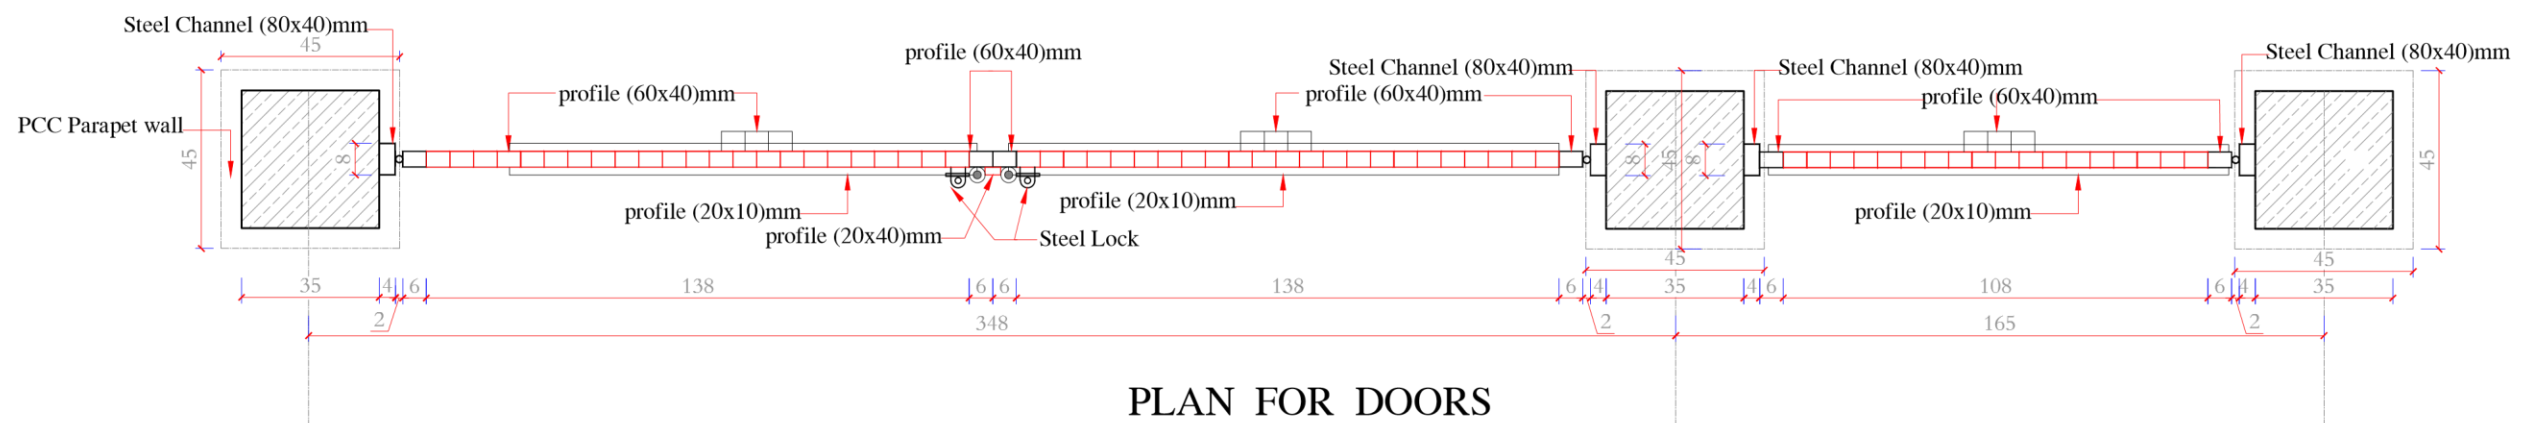 Steel Channel (80x40)mm
45
profile (60x40)mm
Steel Channel (80x40)mm
Steel Channel (80x40)mm
Steel Channel (80x40)mm
profile (60x40)mm
profile (60x40)mm
profile (60x40)mm
PCC Parapet wall
45
8
8
45
8
45
profile (20x10)mm
profile (20x10)mm
profile (20x10)mm
profile (20x40)mm
Steel Lock
45
45
35
4
6
138
6
6
138
6
4
35
4
6
108
6
4
35
2
348
2
165
2
PLAN FOR DOORS